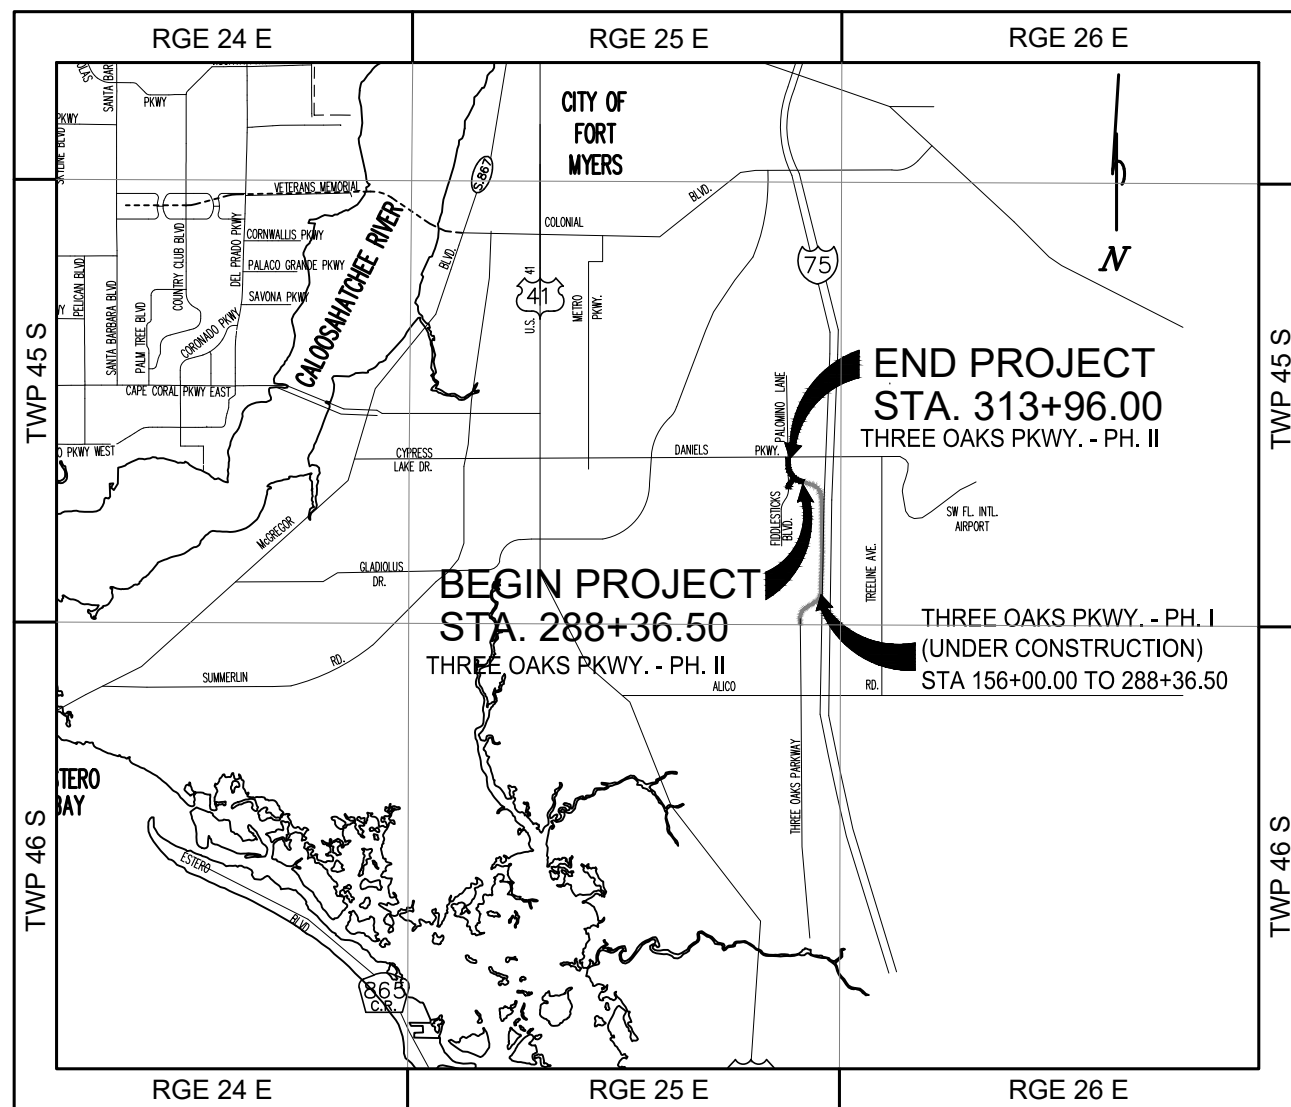 RGE 24 E
RGE 25 E
RGE 26 E
SANTA BAR
PKWY
PKWY
SKYLINE BLVD
CITY OF
FORT
MYERS
S.867
VETERANS MEMORIAL
BLVD.
COLONIAL
COUNTRY CLUB BLVD
DEL PRADO PKWY
CORNWALLIS PKWY
PALACO GRANDE PKWY
SAVONA PKWY
CALOOSAHATCHEE RIVER
BLVD.
PELICAN BLVD
SANTA BARBARA BLVD
PALM TREE BLVD
CORONADO PKWY
U.S. 41
41
METRO
PKWY.
75
N
TWP 45 S
TWP 45 S
CAPE CORAL PKWY EAST
O PKWY WEST
PALOMINO LANE
END PROJECT
STA. 313+96.00
THREE OAKS PKWY. - PH. II
CYPRESS
LAKE DR.
DANIELS
PKWY.
McGREGOR
FIDDLESTICKS
BLVD.
SW FL. INTL.
AIRPORT
TREELINE AVE.
GLADIOLUS
DR.
BEGIN PROJECT
STA. 288+36.50
THREE OAKS PKWY. - PH. II
THREE OAKS PKWY. - PH. I
(UNDER CONSTRUCTION)
STA 156+00.00 TO 288+36.50
SUMMERLIN
RD.
ALICO
RD.
THREE OAKS PARKWAY
STERO
BAY
TWP 46 S
TWP 46 S
ESTERO
BLVD.
865
C.R.
RGE 24 E
RGE 25 E
RGE 26 E